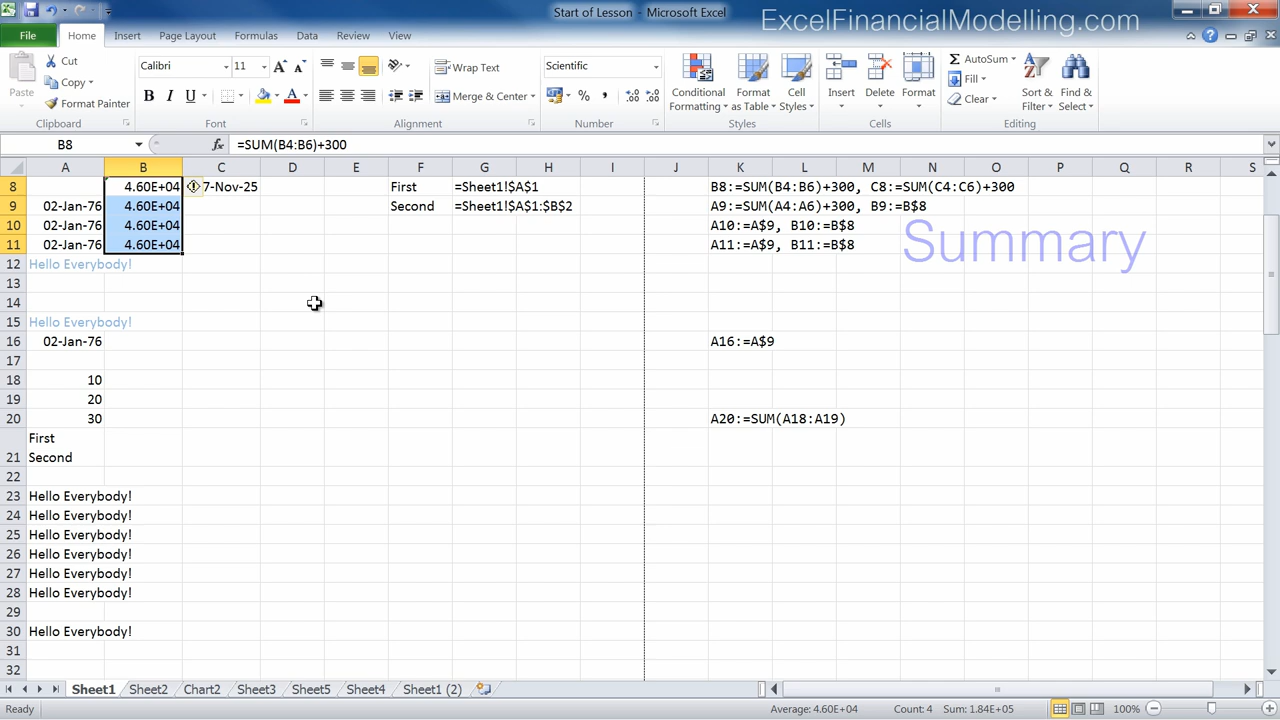 Start of Lesson - Microsoft Excel
ExcelFinancialModelling.com
File Home Insert Page Layout Formulas Data Review View
Paste
Cut
Copy
Format Painter
Clipboard
Calibri 11
B I U A
Font
Wrap Text
Merge & Center
Alignment
Scientific
%
Number
Conditional Formatting
Format as Table
Cell Styles
Styles
Insert Delete Format
Cells
AutoSum
Fill
Clear
Sort & Filter
Find & Select
Editing
B8 fx =SUM(B4:B6)+300
A B C D E F G H I J K L M N O P Q R S
8 4.60E+04 7-Nov-25 First =Sheet1!$A$1 B8:=SUM(B4:B6)+300, C8:=SUM(C4:C6)+300
9 02-Jan-76 4.60E+04 Second =Sheet1!$A$1:$B$2 A9:=SUM(A4:A6)+300, B9:=B$8
10 02-Jan-76 4.60E+04 A10:=A$9, B10:=B$8
11 02-Jan-76 4.60E+04 A11:=A$9, B11:=B$8
Summary
12 Hello Everybody!
13
14
15 Hello Everybody!
16 02-Jan-76 A16:=A$9
17
18 10
19 20
20 30 A20:=SUM(A18:A19)
First
21 Second
22
23 Hello Everybody!
24 Hello Everybody!
25 Hello Everybody!
26 Hello Everybody!
27 Hello Everybody!
28 Hello Everybody!
29
30 Hello Everybody!
31
32
Sheet1 Sheet2 Chart2 Sheet3 Sheet5 Sheet4 Sheet1 (2)
Ready Average: 4.60E+04 Count: 4 Sum: 1.84E+05 100%